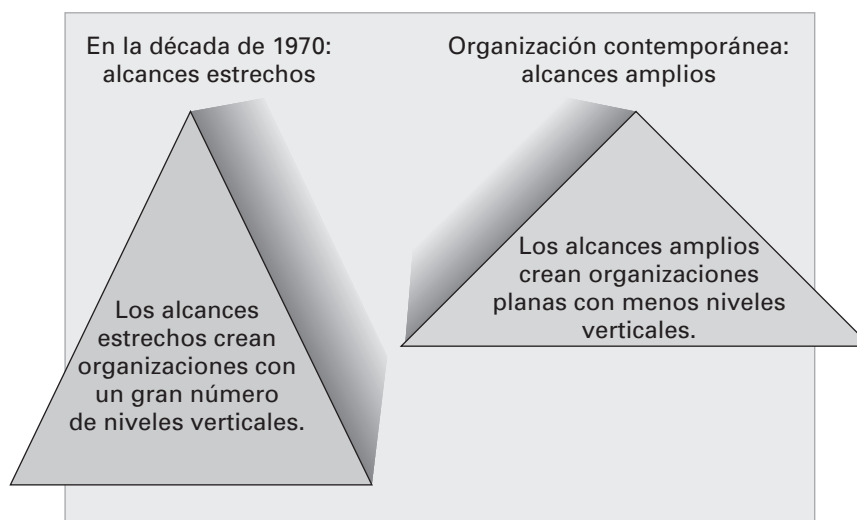 En la década de 1970:
alcances estrechos
Organización contemporánea:
alcances amplios
Los alcances
estrechos crean
organizaciones con
un gran número
de niveles verticales.
Los alcances amplios
crean organizaciones
planas con menos niveles
verticales.